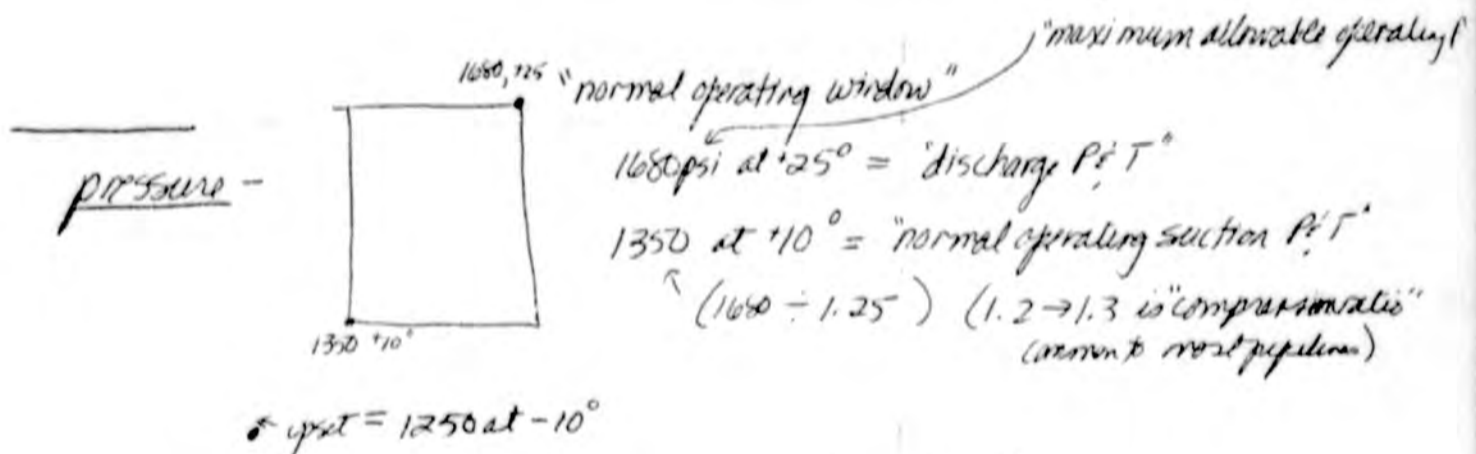 "maximum allowable operating P
1680, +25 "normal operating window"
pressure -
1680psi at +25° = "discharge P & T"
1350 at +10° = "normal operating suction P & T"
(1680 ÷ 1.25) (1.2 → 1.3 is "compression ratio"
(common to most pipelines)
1350 +10°
upset = 1250 at -10°